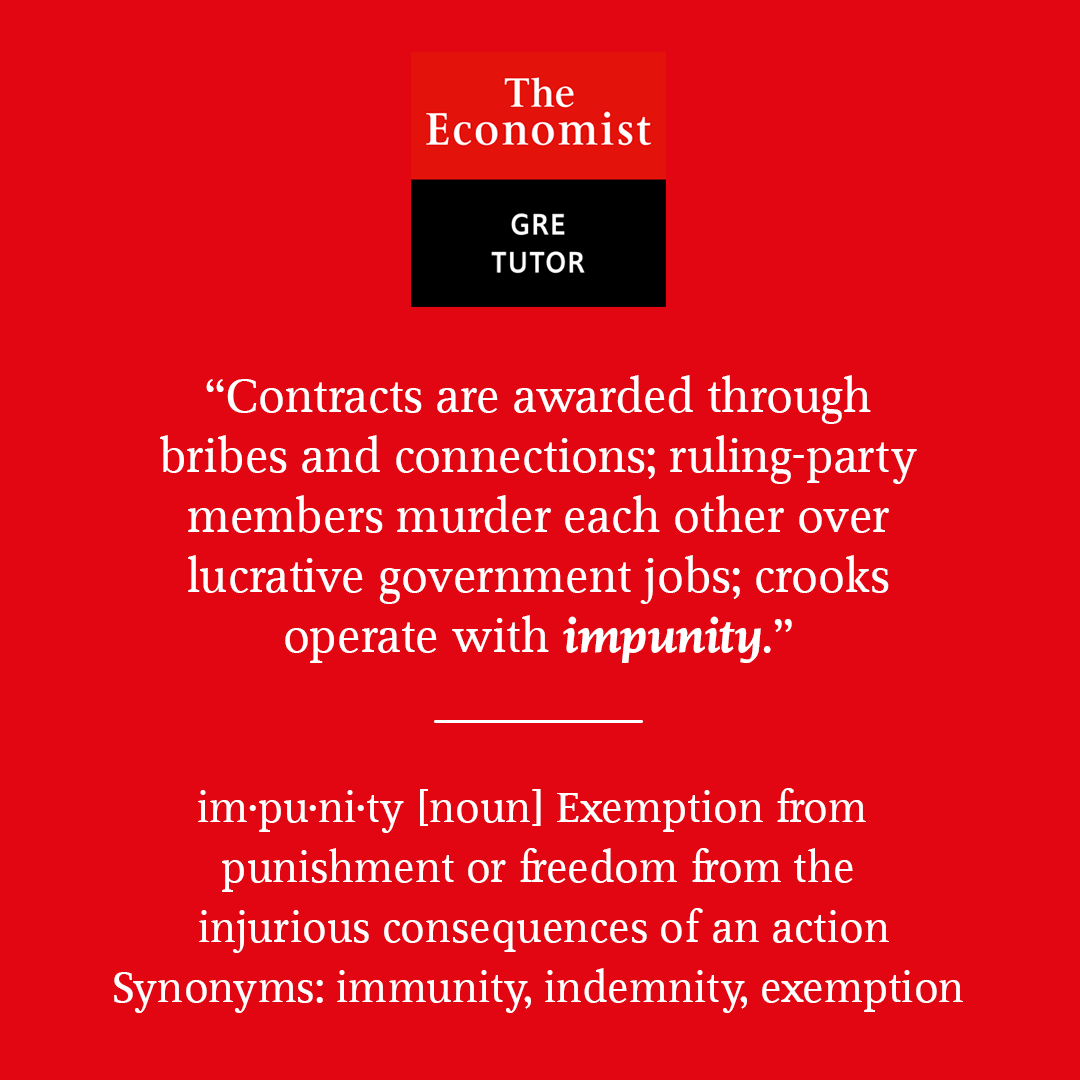 The
Economist
GRE
TUTOR
“Contracts are awarded through
bribes and connections; ruling-party
members murder each other over
lucrative government jobs; crooks
operate with impunity.”
im·pu·ni·ty [noun] Exemption from
punishment or freedom from the
injurious consequences of an action
Synonyms: immunity, indemnity, exemption